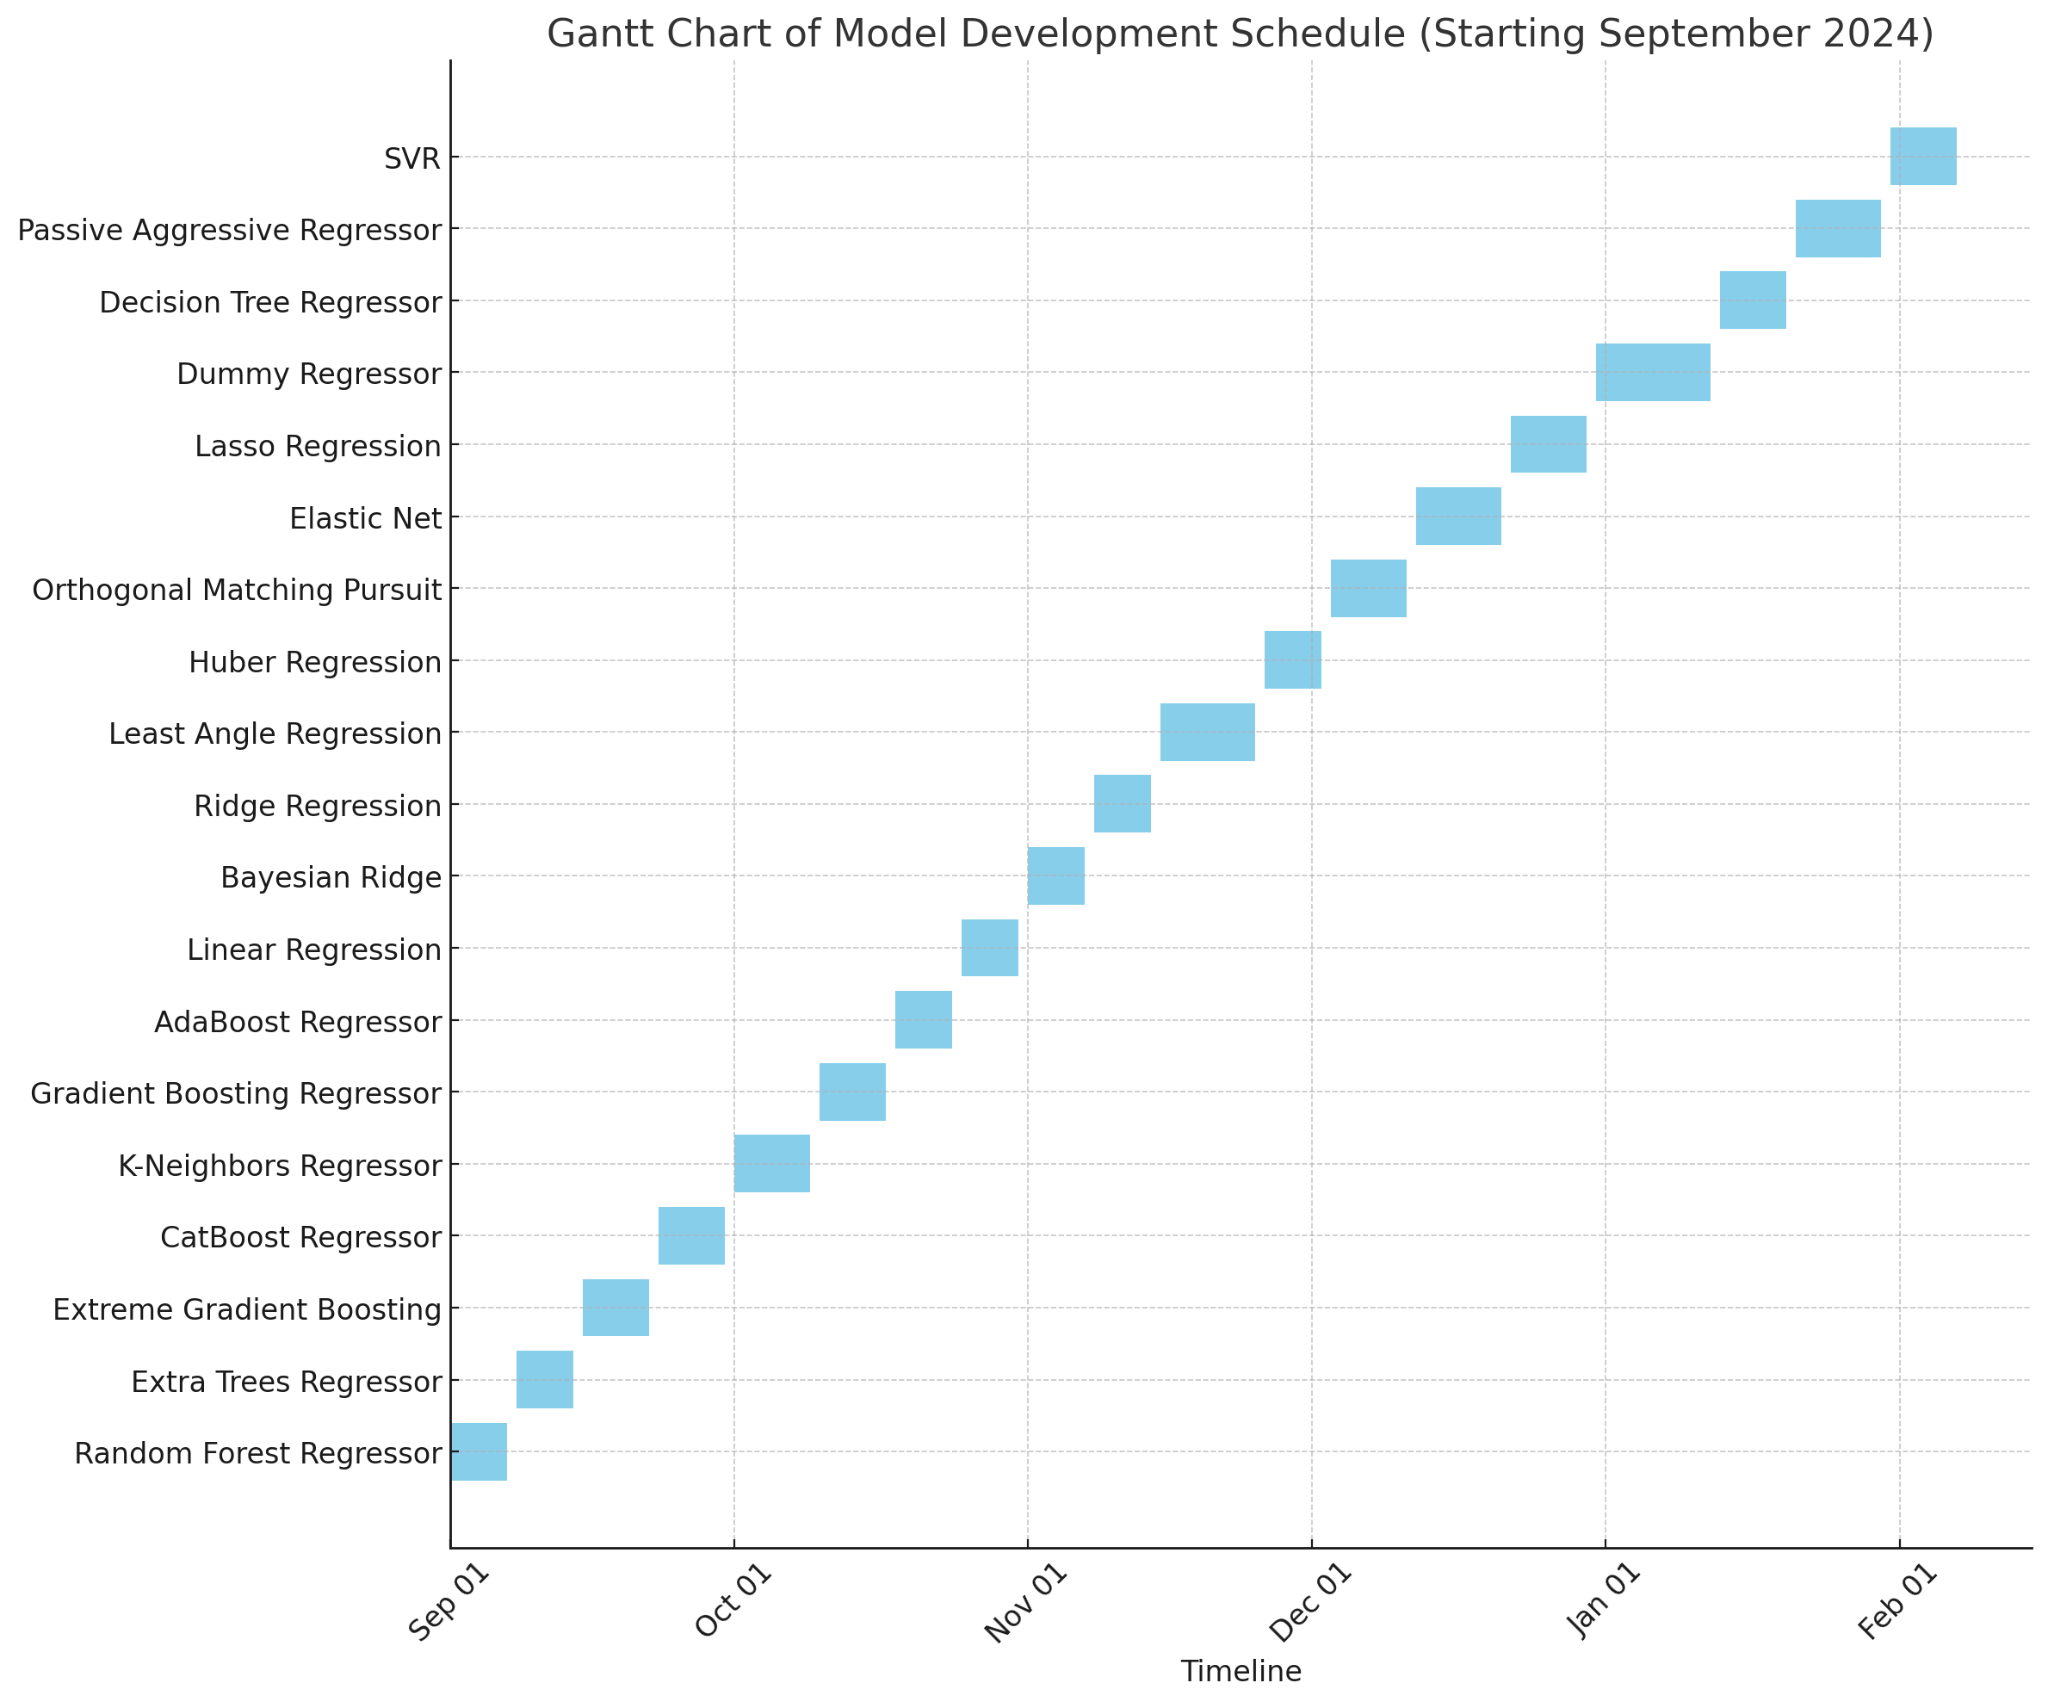 Gantt Chart of Model Development Schedule (Starting September 2024)
SVR
Passive Aggressive Regressor
Decision Tree Regressor
Dummy Regressor
Lasso Regression
Elastic Net
Orthogonal Matching Pursuit
Huber Regression
Least Angle Regression
Ridge Regression
Bayesian Ridge
Linear Regression
AdaBoost Regressor
Gradient Boosting Regressor
K-Neighbors Regressor
CatBoost Regressor
Extreme Gradient Boosting
Extra Trees Regressor
Random Forest Regressor
Sep 01
Oct 01
Nov 01
Dec 01
Jan 01
Feb 01
Timeline